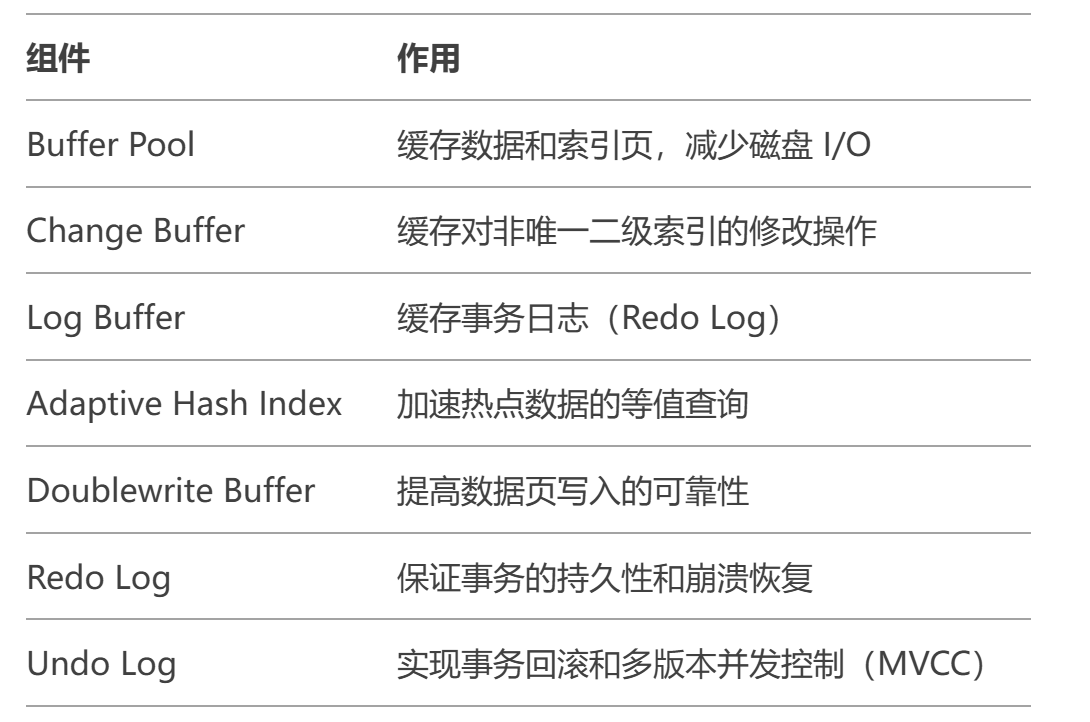 组件 作用
Buffer Pool 缓存数据和索引页，减少磁盘 I/O
Change Buffer 缓存对非唯一二级索引的修改操作
Log Buffer 缓存事务日志（Redo Log）
Adaptive Hash Index 加速热点数据的等值查询
Doublewrite Buffer 提高数据页写入的可靠性
Redo Log 保证事务的持久性和崩溃恢复
Undo Log 实现事务回滚和多版本并发控制（MVCC）